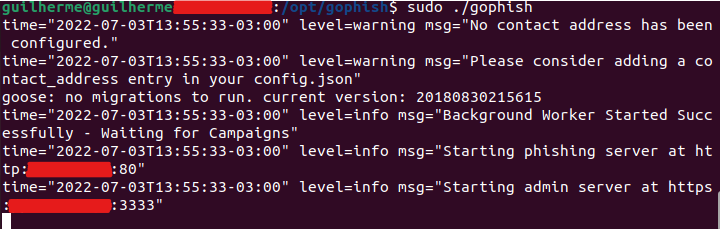 guilherme@guilherme:/opt/gophish$ sudo ./gophish
time="2022-07-03T13:55:33-03:00" level=warning msg="No contact address has been
 configured."
time="2022-07-03T13:55:33-03:00" level=warning msg="Please consider adding a co
ntact_address entry in your config.json"
goose: no migrations to run. current version: 20180830215615
time="2022-07-03T13:55:33-03:00" level=info msg="Background Worker Started Succ
essfully - Waiting for Campaigns"
time="2022-07-03T13:55:33-03:00" level=info msg="Starting phishing server at ht
tp::80"
time="2022-07-03T13:55:33-03:00" level=info msg="Starting admin server at https
::3333"